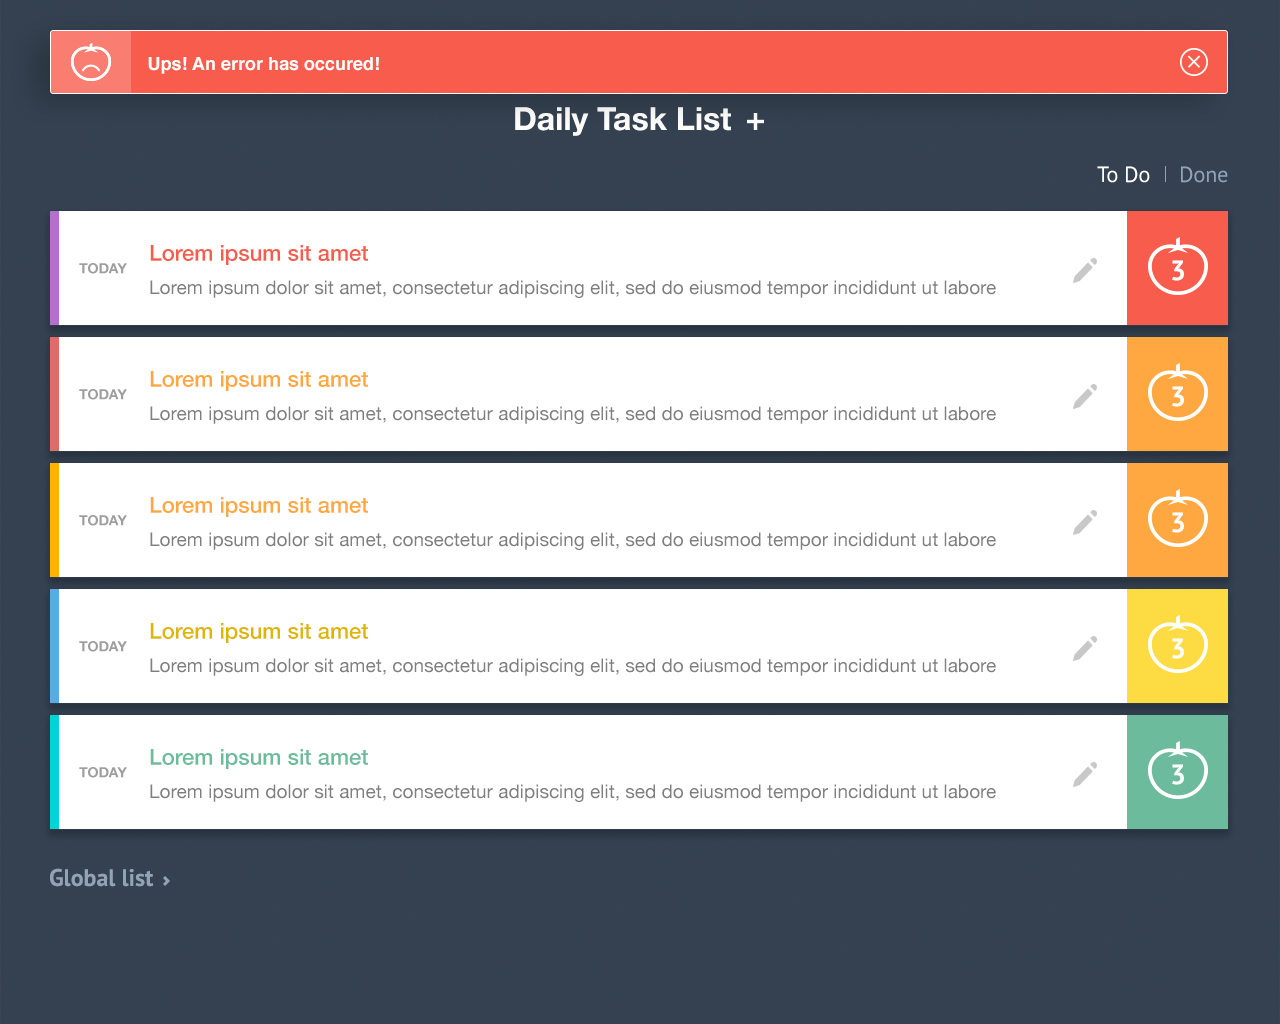 Ups! An error has occured!
Daily Task List +
To Do | Done
TODAY
Lorem ipsum sit amet
Lorem ipsum dolor sit amet, consectetur adipiscing elit, sed do eiusmod tempor incididunt ut labore
3
TODAY
Lorem ipsum sit amet
Lorem ipsum dolor sit amet, consectetur adipiscing elit, sed do eiusmod tempor incididunt ut labore
3
TODAY
Lorem ipsum sit amet
Lorem ipsum dolor sit amet, consectetur adipiscing elit, sed do eiusmod tempor incididunt ut labore
3
TODAY
Lorem ipsum sit amet
Lorem ipsum dolor sit amet, consectetur adipiscing elit, sed do eiusmod tempor incididunt ut labore
3
TODAY
Lorem ipsum sit amet
Lorem ipsum dolor sit amet, consectetur adipiscing elit, sed do eiusmod tempor incididunt ut labore
3
Global list ›